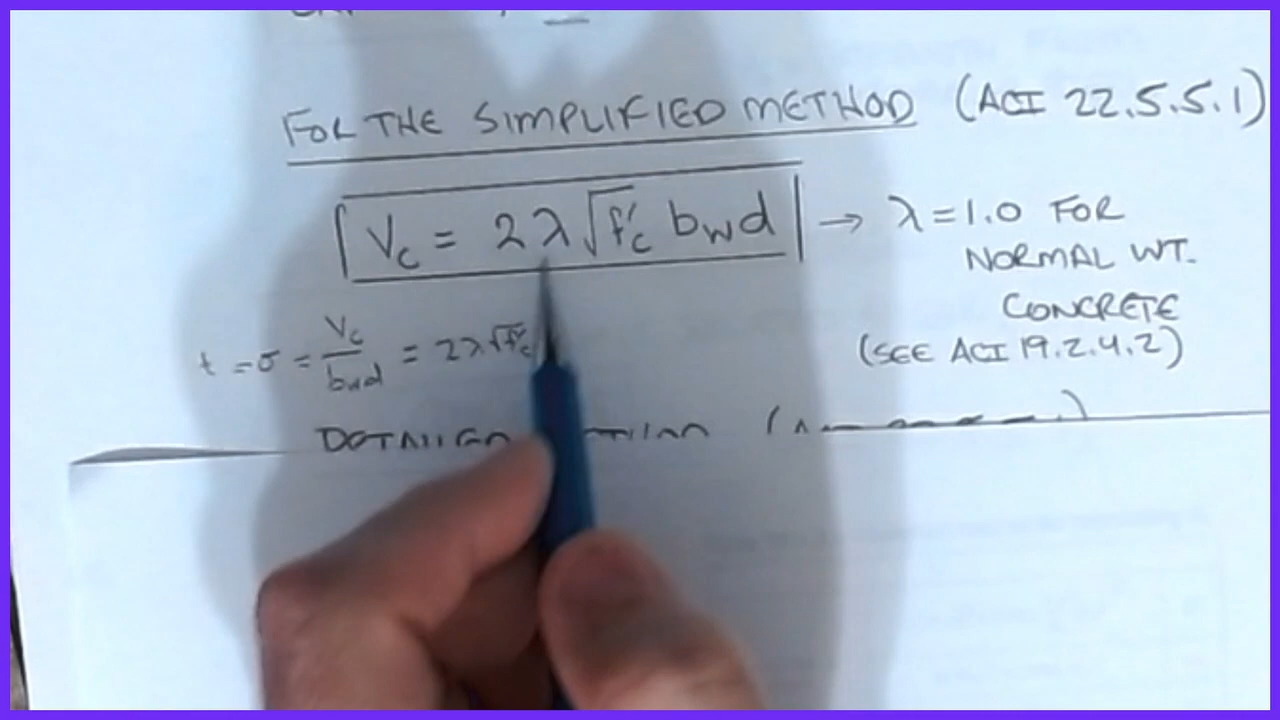 FOR THE SIMPLIFIED METHOD (ACI 22.5.5.1)
Vc = 2λ√f'c bwd → λ = 1.0 FOR
NORMAL WT.
CONCRETE
(SEE ACI 19.2.4.2)
t = σ = Vc/bwd = 2λ√f'c